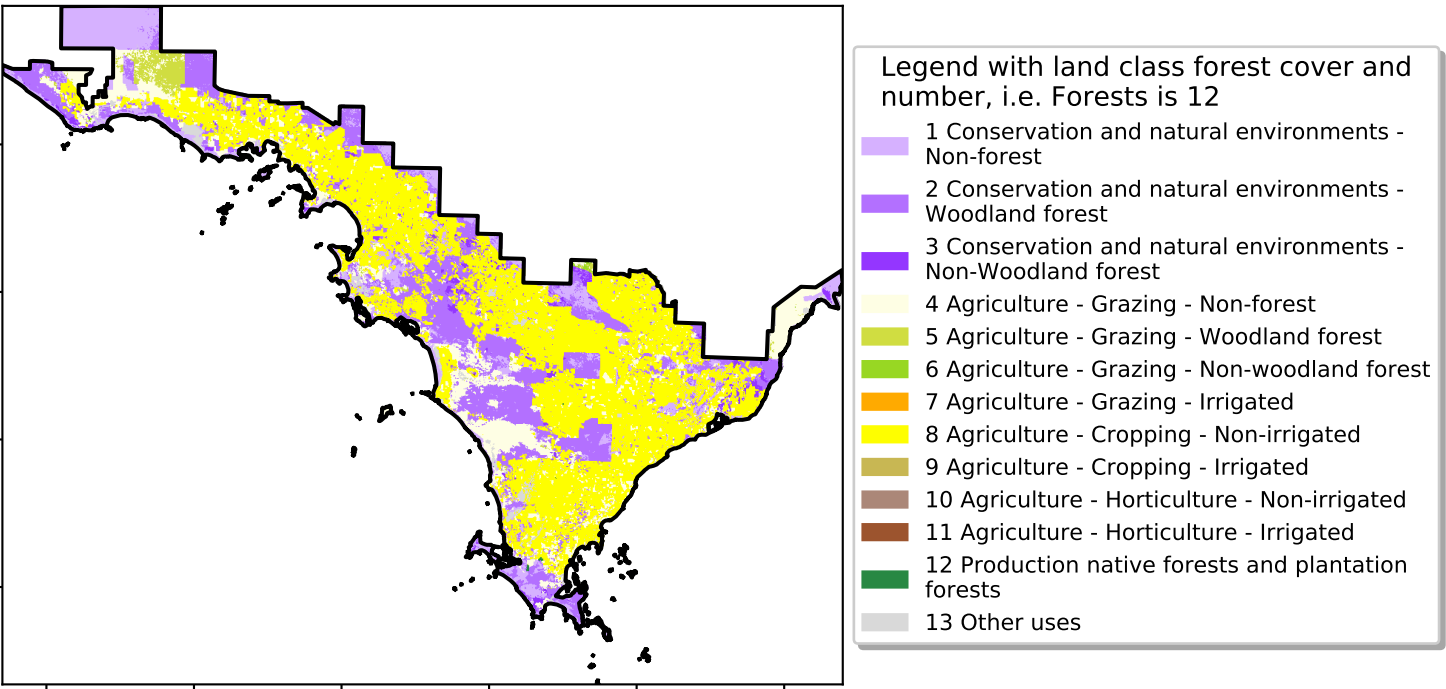 Legend with land class forest cover and
number, i.e. Forests is 12
1 Conservation and natural environments -
Non-forest
2 Conservation and natural environments -
Woodland forest
3 Conservation and natural environments -
Non-Woodland forest
4 Agriculture - Grazing - Non-forest
5 Agriculture - Grazing - Woodland forest
6 Agriculture - Grazing - Non-woodland forest
7 Agriculture - Grazing - Irrigated
8 Agriculture - Cropping - Non-irrigated
9 Agriculture - Cropping - Irrigated
10 Agriculture - Horticulture - Non-irrigated
11 Agriculture - Horticulture - Irrigated
12 Production native forests and plantation
forests
13 Other uses